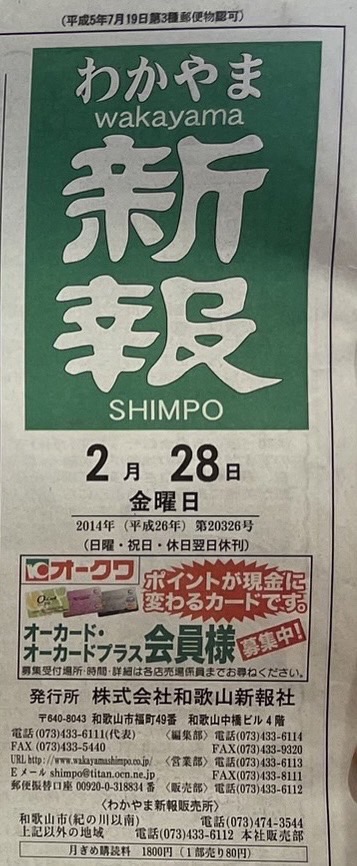 (平成5年7月19日第3種郵便物認可)
わかやま
wakayama
新報
SHIMPO
2月 28日
金曜日
2014年(平成26年)第20326号
(日曜・祝日・休日翌日休刊)
オークワ
ポイントが現金に
変わるカードです。
オーカード・
オーカードプラス
会員様
募集中!
募集受付場所・時間・詳細は各店売場係員までお尋ねください。
発行所 株式会社和歌山新報社
〒640-8043 和歌山市福町49番 和歌山中橋ビル4階
電話(073)433-6111(代表) 〈編集部〉電話(073)433-6114
FAX(073)433-5440 FAX(073)433-9320
URL http://www.wakayamashimpo.co.jp/ 〈営業部〉電話(073)433-6113
Eメール shimpo@titan.ocn.ne.jp FAX(073)433-8111
郵便振替口座 00920-0-318834番 〈販売部〉電話(073)433-6112
〈わかやま新報販売所〉
和歌山市(紀の川以南) 電話(073)474-3544
上記以外の地域 電話(073)433-6112 本社販売部
月ぎめ購読料 1800円(1部売り80円)